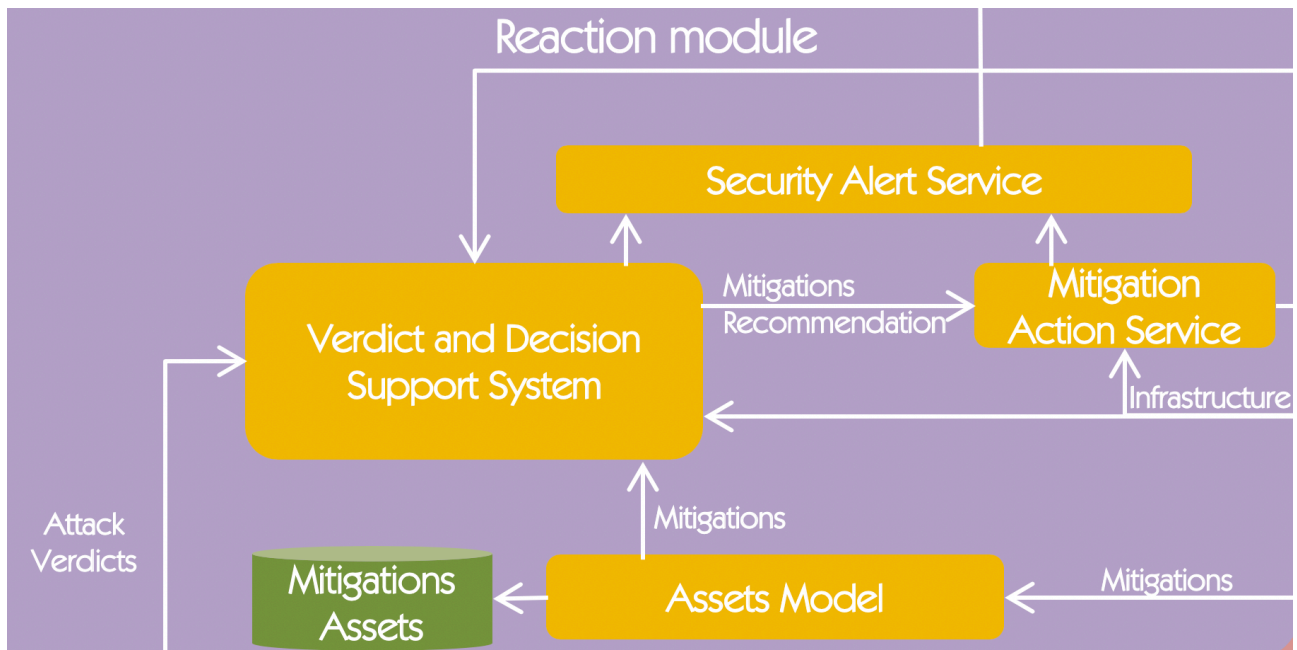 Reaction module
Security Alert Service
Mitigations
Recommendation
Mitigation
Action Service
Verdict and Decision
Support System
Infrastructure
Attack
Verdicts
Mitigations
Mitigations
Assets
Assets Model
Mitigations